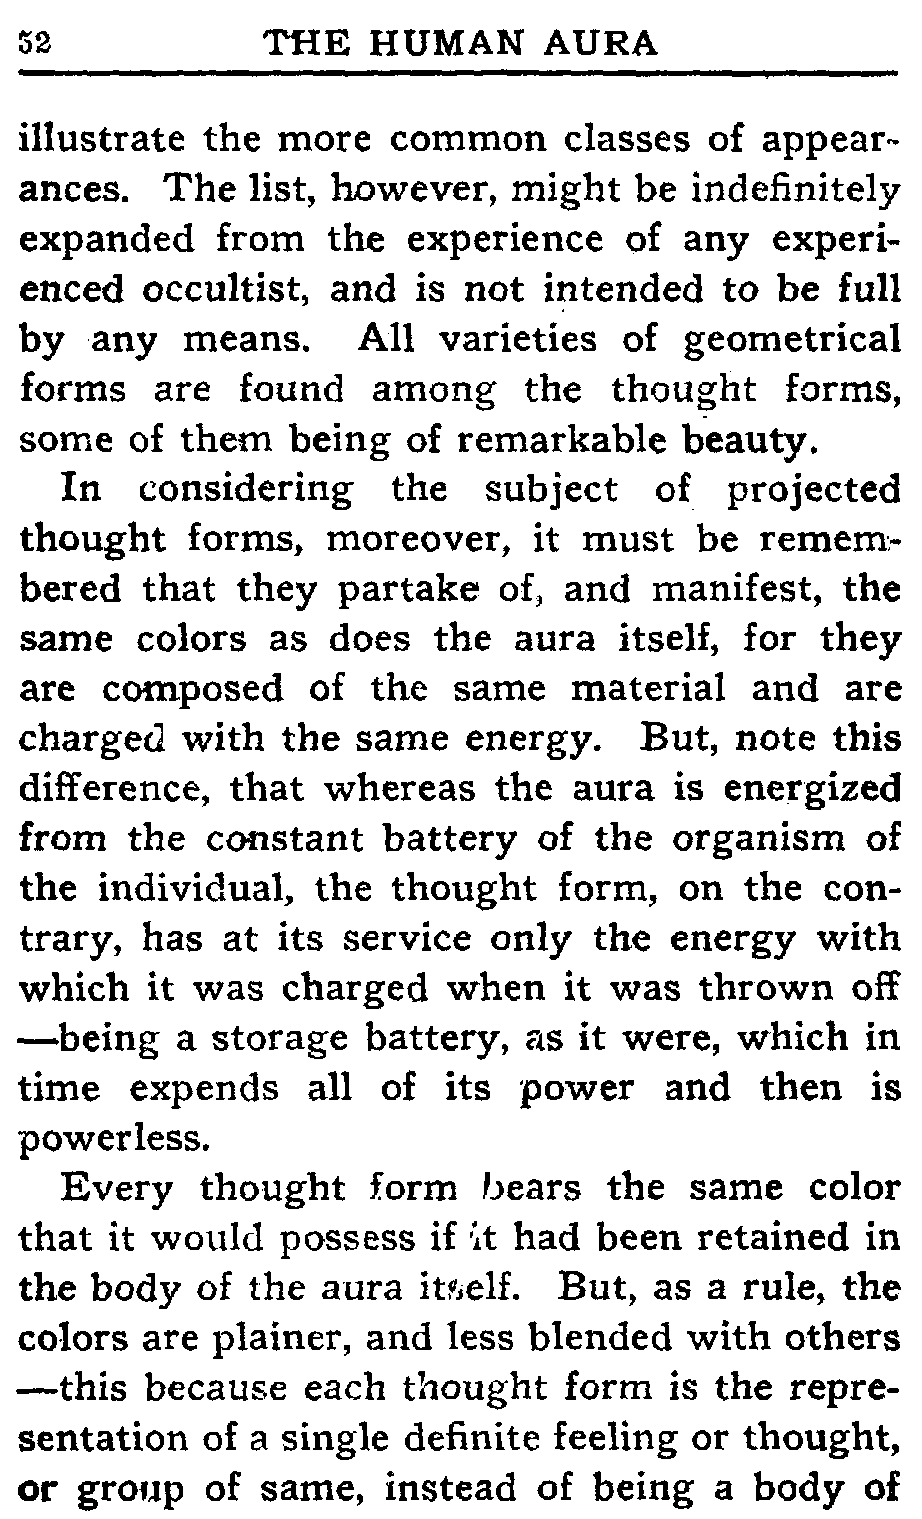 52 THE HUMAN AURA
illustrate the more common classes of appear-
ances. The list, however, might be indefinitely
expanded from the experience of any experi-
enced occultist, and is not intended to be full
by any means. All varieties of geometrical
forms are found among the thought forms,
some of them being of remarkable beauty.
In considering the subject of projected
thought forms, moreover, it must be remem-
bered that they partake of, and manifest, the
same colors as does the aura itself, for they
are composed of the same material and are
charged with the same energy. But, note this
difference, that whereas the aura is energized
from the constant battery of the organism of
the individual, the thought form, on the con-
trary, has at its service only the energy with
which it was charged when it was thrown off
—being a storage battery, as it were, which in
time expends all of its power and then is
powerless.
Every thought form bears the same color
that it would possess if it had been retained in
the body of the aura itself. But, as a rule, the
colors are plainer, and less blended with others
—this because each thought form is the repre-
sentation of a single definite feeling or thought,
or group of same, instead of being a body of